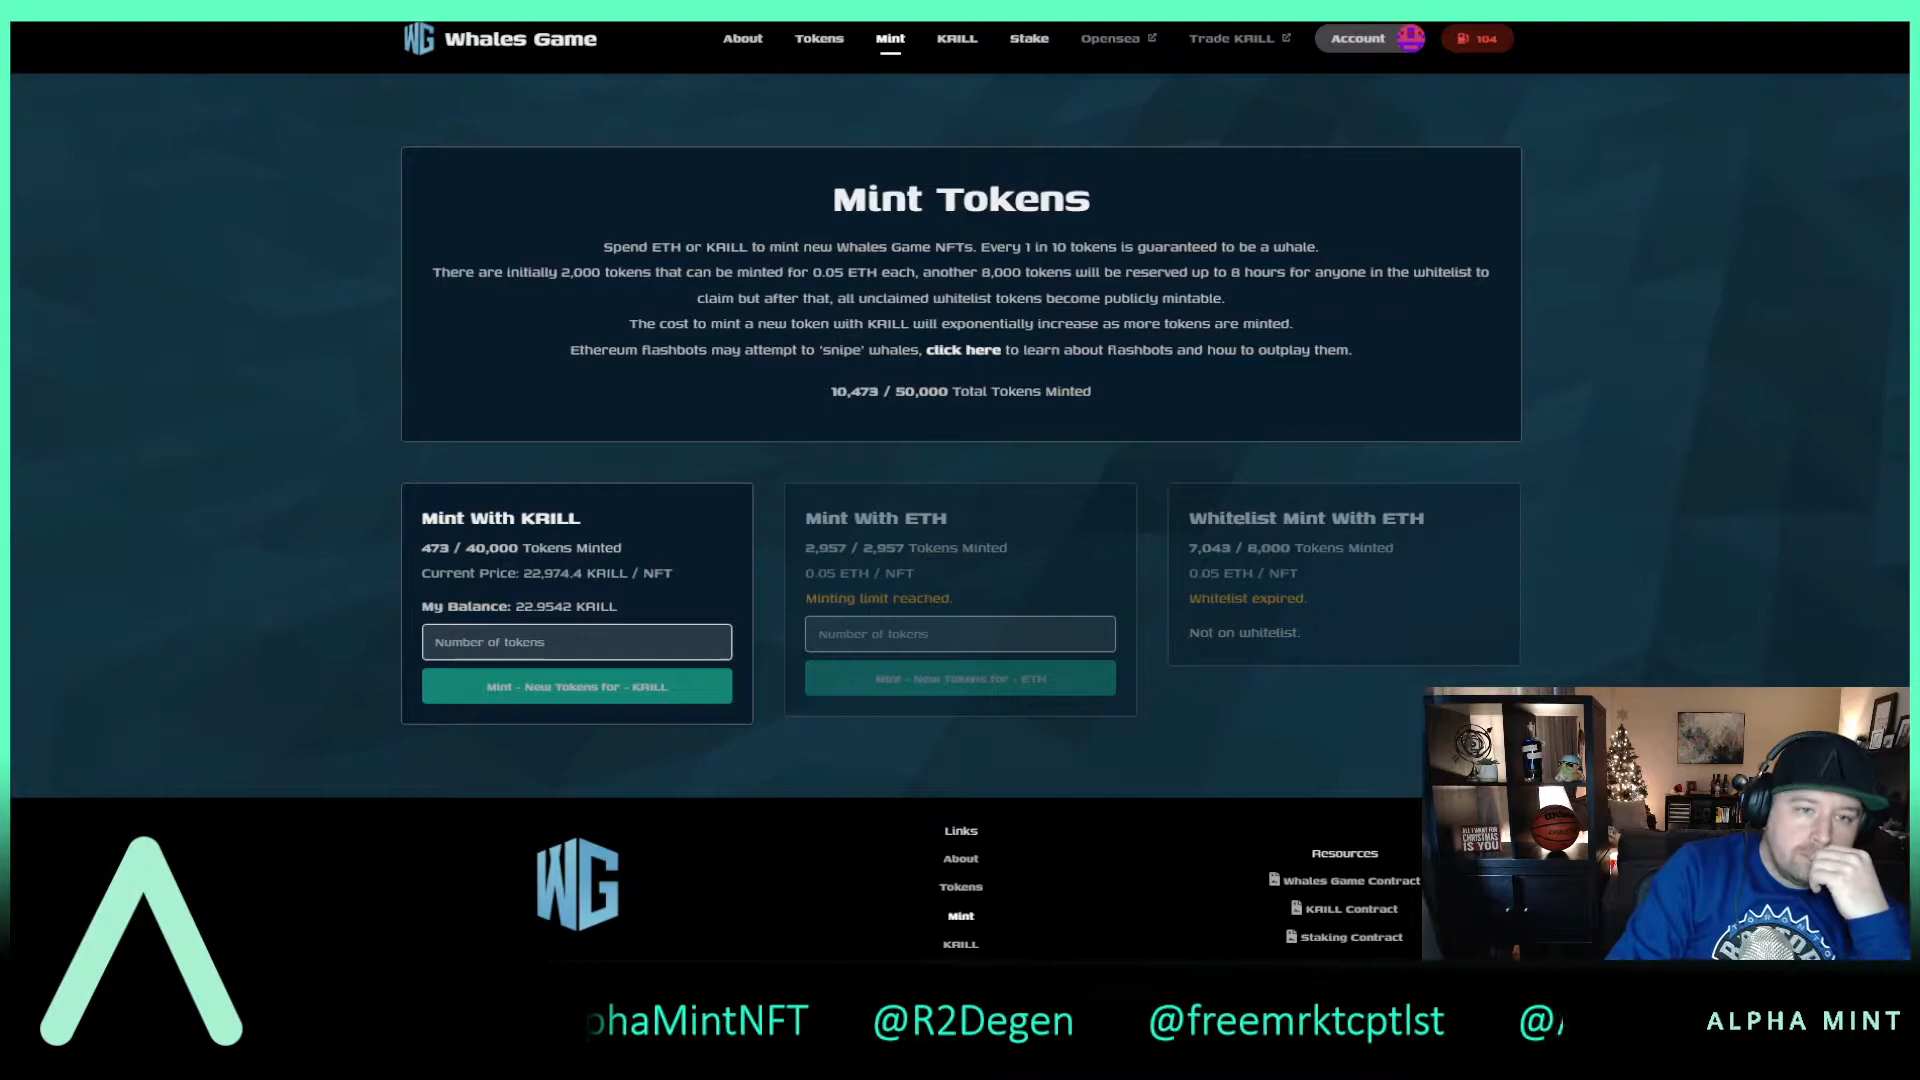 WG Whales Game
About Tokens Mint KRILL Stake Opensea Trade KRILL Account 104
Mint Tokens
Spend ETH or KRILL to mint new Whales Game NFTs. Every 1 in 10 tokens is guaranteed to be a whale.
There are initially 2,000 tokens that can be minted for 0.05 ETH each, another 8,000 tokens will be reserved up to 8 hours for anyone in the whitelist to
claim but after that, all unclaimed whitelist tokens become publicly mintable.
The cost to mint a new token with KRILL will exponentially increase as more tokens are minted.
Ethereum flashbots may attempt to 'snipe' whales, click here to learn about flashbots and how to outplay them.
10,473 / 50,000 Total Tokens Minted
Mint With KRILL
473 / 40,000 Tokens Minted
Current Price: 22,974.4 KRILL / NFT
My Balance: 22.9542 KRILL
Number of tokens
Mint - New Tokens for - KRILL
Mint With ETH
2,957 / 2,957 Tokens Minted
0.05 ETH / NFT
Minting limit reached.
Number of tokens
Mint - New Tokens for - ETH
Whitelist Mint With ETH
7,043 / 8,000 Tokens Minted
0.05 ETH / NFT
Whitelist expired.
Not on whitelist.
WG
Links
About
Tokens
Mint
KRILL
Resources
Whales Game Contract
KRILL Contract
Staking Contract
ALL I WANT FOR
CHRISTMAS
IS YOU
phaMintNFT @R2Degen @freemrktcptlst @
ALPHA MINT